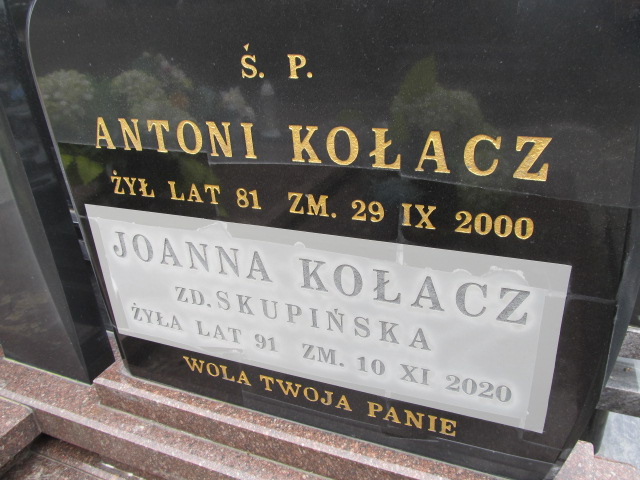 Ś. P.
ANTONI KOŁACZ
ŻYŁ LAT 81 ZM. 29 IX 2000
JOANNA KOŁACZ
ZD. SKUPIŃSKA
ŻYŁA LAT 91 ZM. 10 XI 2020
WOLA TWOJA PANIE